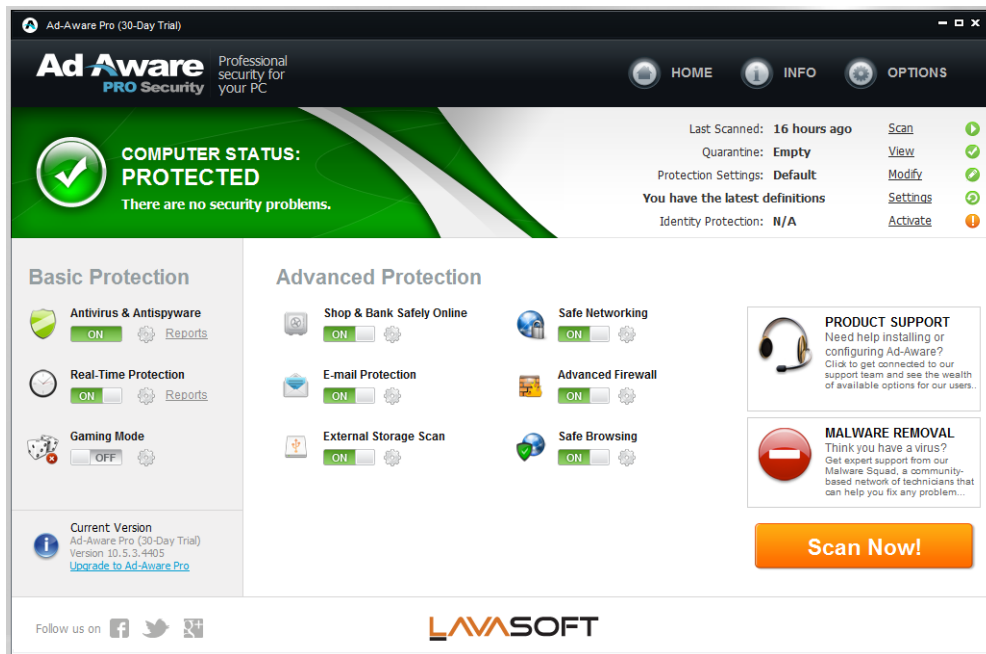 Ad-Aware Pro (30-Day Trial)
Ad-Aware
PRO Security
Professional
security for
your PC
HOME
INFO
OPTIONS
COMPUTER STATUS:
PROTECTED
There are no security problems.
Last Scanned: 16 hours ago Scan
Quarantine: Empty View
Protection Settings: Default Modify
You have the latest definitions Settings
Identity Protection: N/A Activate
Basic Protection
Antivirus & Antispyware
ON Reports
Real-Time Protection
ON Reports
Gaming Mode
OFF
Current Version
Ad-Aware Pro (30-Day Trial)
Version 10.5.3.4405
Upgrade to Ad-Aware Pro
Advanced Protection
Shop & Bank Safely Online
ON
Safe Networking
ON
E-mail Protection
ON
Advanced Firewall
ON
External Storage Scan
ON
Safe Browsing
ON
PRODUCT SUPPORT
Need help installing or
configuring Ad-Aware?
Click to get connected to our
support team and see the wealth
of available options for our users..
MALWARE REMOVAL
Think you have a virus?
Get expert support from our
Malware Squad, a community-
based network of technicians that
can help you fix any problem...
Scan Now!
Follow us on
LAVASOFT